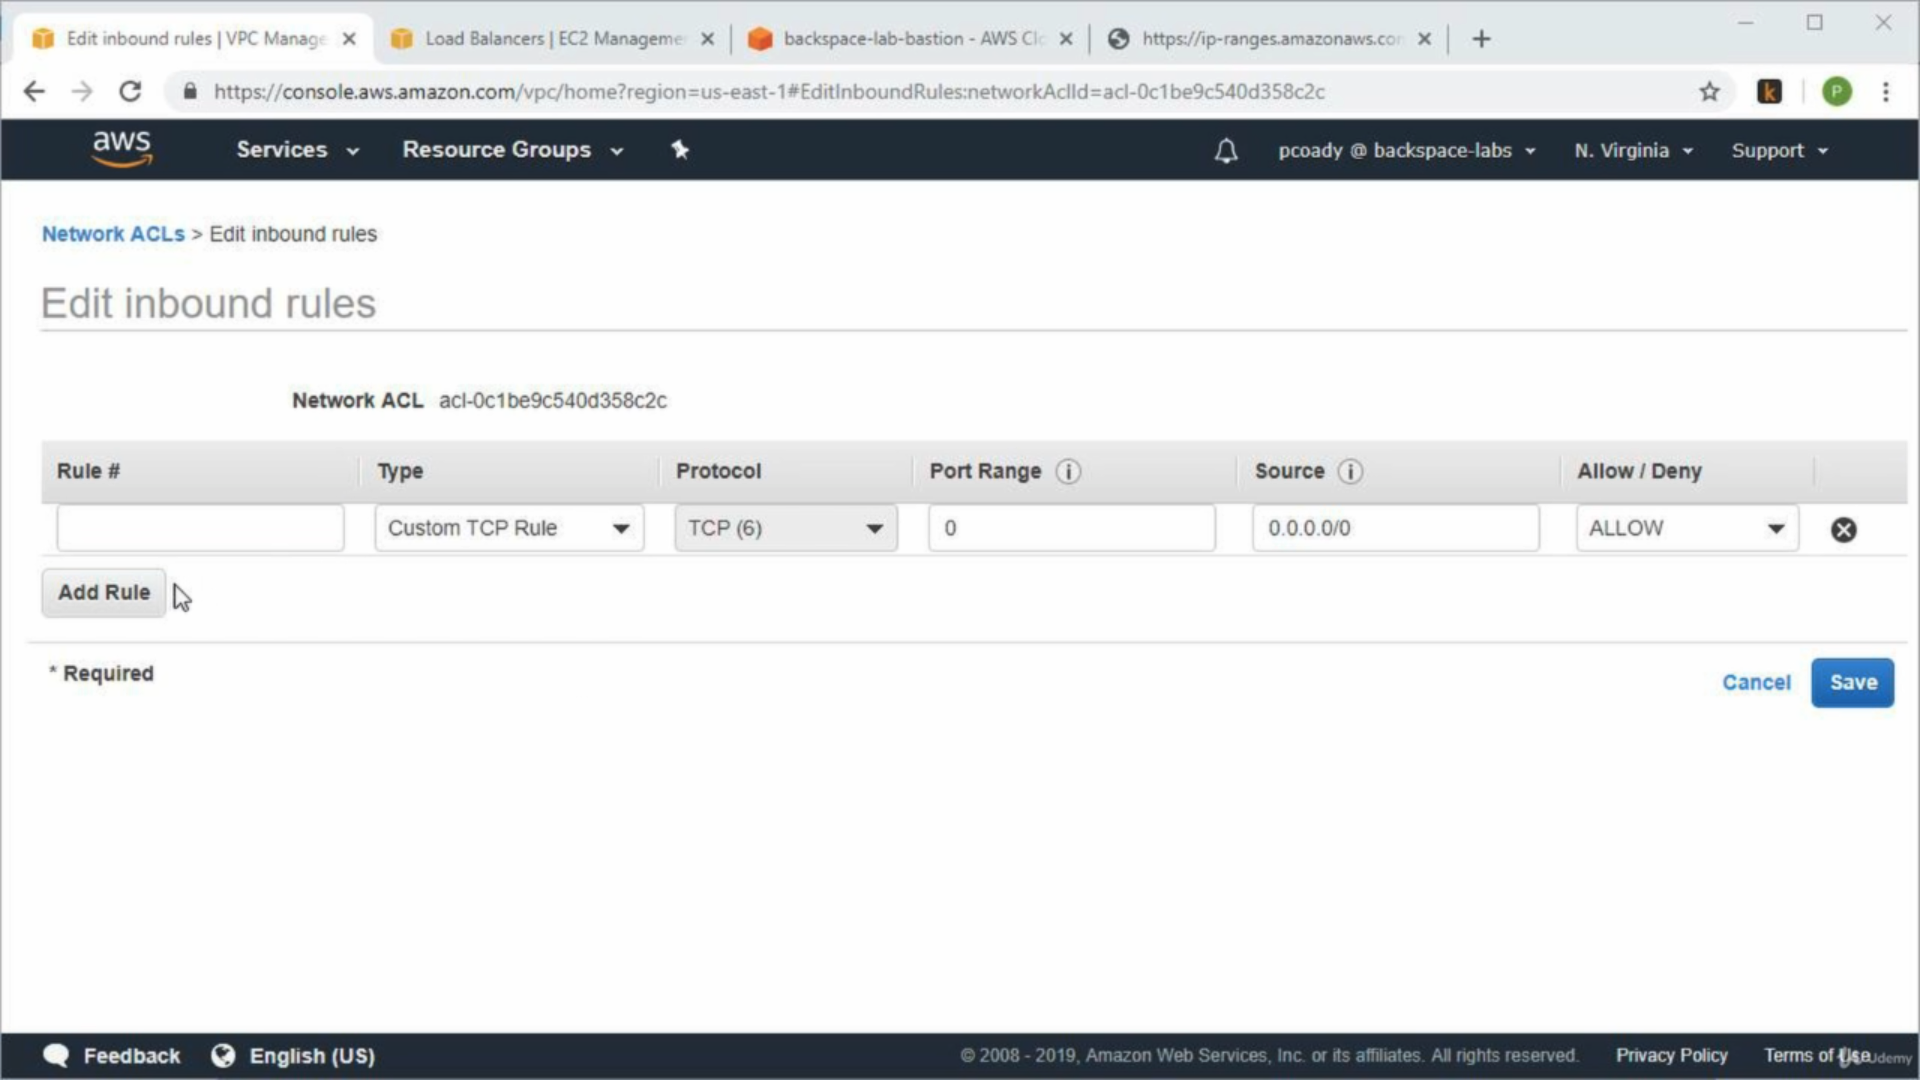 Edit inbound rules | VPC Manage
Load Balancers | EC2 Manageme
backspace-lab-bastion - AWS Clo
https://ip-ranges.amazonaws.con
https://console.aws.amazon.com/vpc/home?region=us-east-1#EditInboundRules:networkAclId=acl-0c1be9c540d358c2c
k
P
aws
Services
Resource Groups
pcoady @ backspace-labs
N. Virginia
Support
Network ACLs > Edit inbound rules
Edit inbound rules
Network ACL acl-0c1be9c540d358c2c
Rule # Type Protocol Port Range i Source i Allow / Deny
Custom TCP Rule TCP (6) 0 0.0.0.0/0 ALLOW
Add Rule
* Required
Cancel Save
Feedback English (US)
© 2008 - 2019, Amazon Web Services, Inc. or its affiliates. All rights reserved. Privacy Policy Terms of Use
Udemy